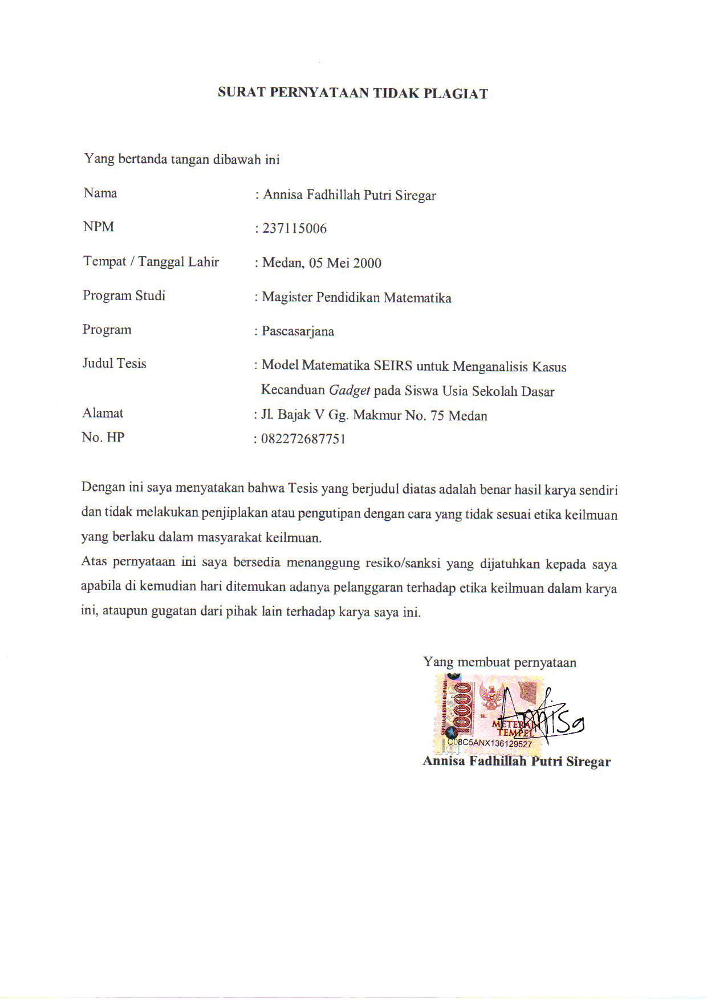 SURAT PERNYATAAN TIDAK PLAGIAT
Yang bertanda tangan dibawah ini
Nama : Annisa Fadhillah Putri Siregar
NPM : 237115006
Tempat / Tanggal Lahir : Medan, 05 Mei 2000
Program Studi : Magister Pendidikan Matematika
Program : Pascasarjana
Judul Tesis : Model Matematika SEIRS untuk Menganalisis Kasus
Kecanduan Gadget pada Siswa Usia Sekolah Dasar
Alamat : Jl. Bajak V Gg. Makmur No. 75 Medan
No. HP : 082272687751
Dengan ini saya menyatakan bahwa Tesis yang berjudul diatas adalah benar hasil karya sendiri
dan tidak melakukan penjiplakan atau pengutipan dengan cara yang tidak sesuai etika keilmuan
yang berlaku dalam masyarakat keilmuan.
Atas pernyataan ini saya bersedia menanggung resiko/sanksi yang dijatuhkan kepada saya
apabila di kemudian hari ditemukan adanya pelanggaran terhadap etika keilmuan dalam karya
ini, ataupun gugatan dari pihak lain terhadap karya saya ini.
Yang membuat pernyataan
SEPULUH RIBU RUPIAH
10000
TGL
METERAI
TEMPEL
C08C5ANX136129527
Annisa
Annisa Fadhillah Putri Siregar